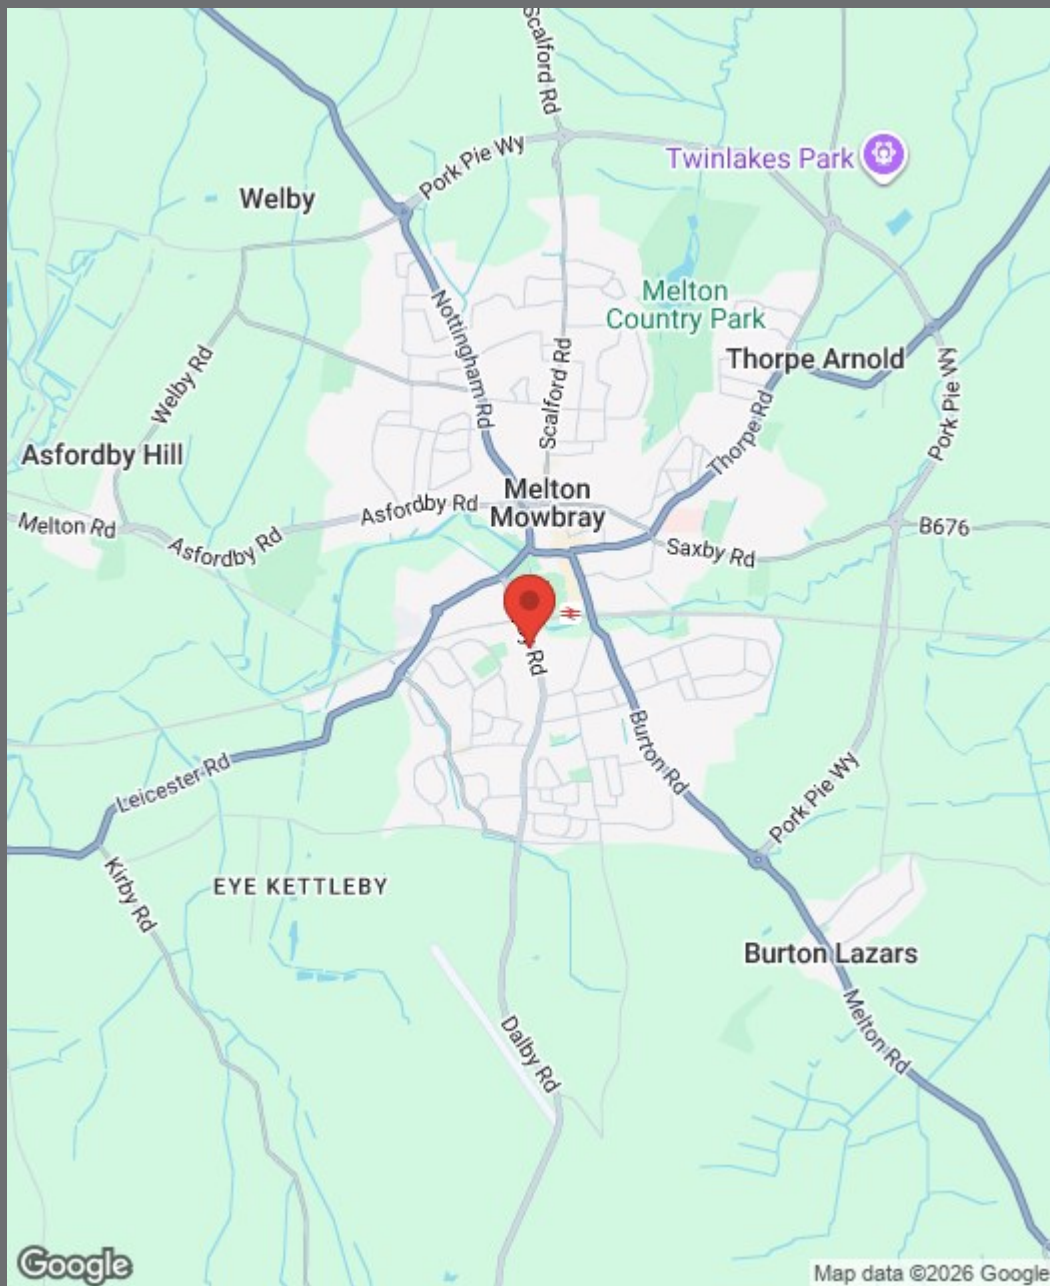 Scalford Rd
Pork Pie Wy
Twinlakes Park
Welby
Melton
Country Park
Nottingham Rd
Scalford Rd
Thorpe Arnold
Welby Rd
Pork Pie Wy
Thorpe Rd
Asfordby Hill
Melton
Mowbray
Asfordby Rd
Melton Rd
Asfordby Rd
Saxby Rd
B676
Rd
Burton Rd
Leicester Rd
Pork Pie Wy
Kirby Rd
EYE KETTLEBY
Burton Lazars
Melton Rd
Dalby Rd
Google
Map data ©2026 Google